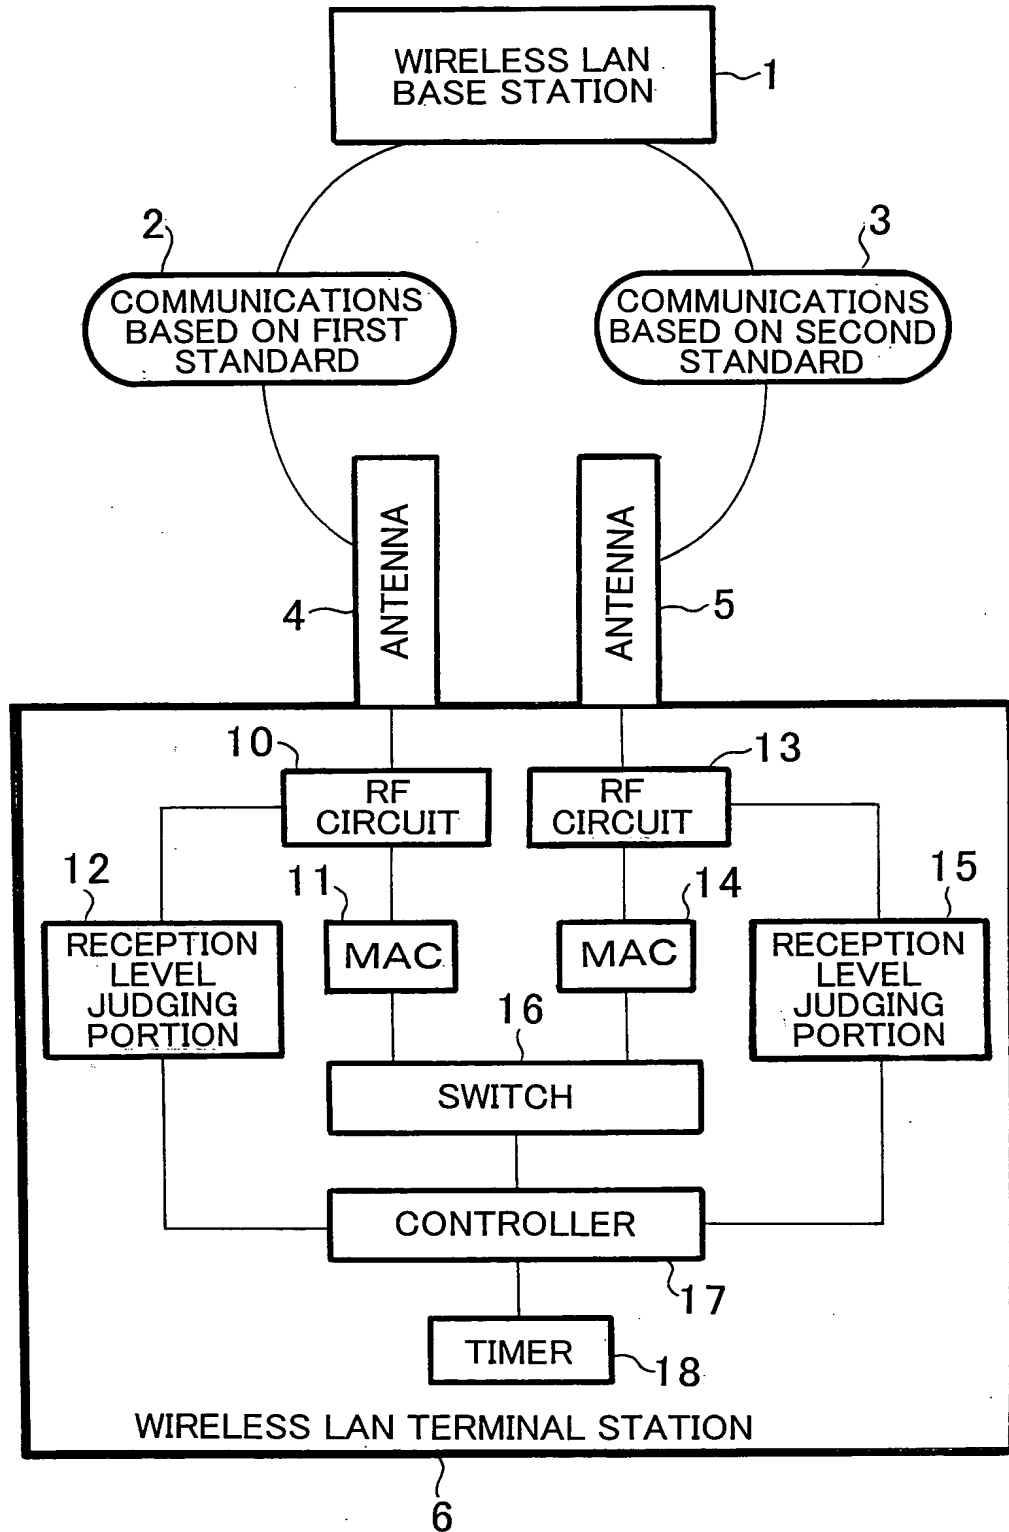 WIRELESS LAN
BASE STATION
1
2
3
COMMUNICATIONS
BASED ON FIRST
STANDARD
COMMUNICATIONS
BASED ON SECOND
STANDARD
ANTENNA
ANTENNA
4
5
10
13
RF
CIRCUIT
RF
CIRCUIT
12
11
14
15
RECEPTION
LEVEL
JUDGING
PORTION
MAC
MAC
RECEPTION
LEVEL
JUDGING
PORTION
16
SWITCH
CONTROLLER
17
TIMER
18
WIRELESS LAN TERMINAL STATION
6